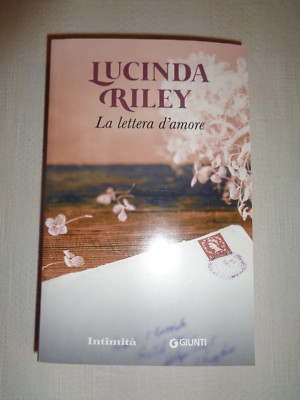 LUCINDA
RILEY
La lettera d'amore
Intimità
GIUNTI